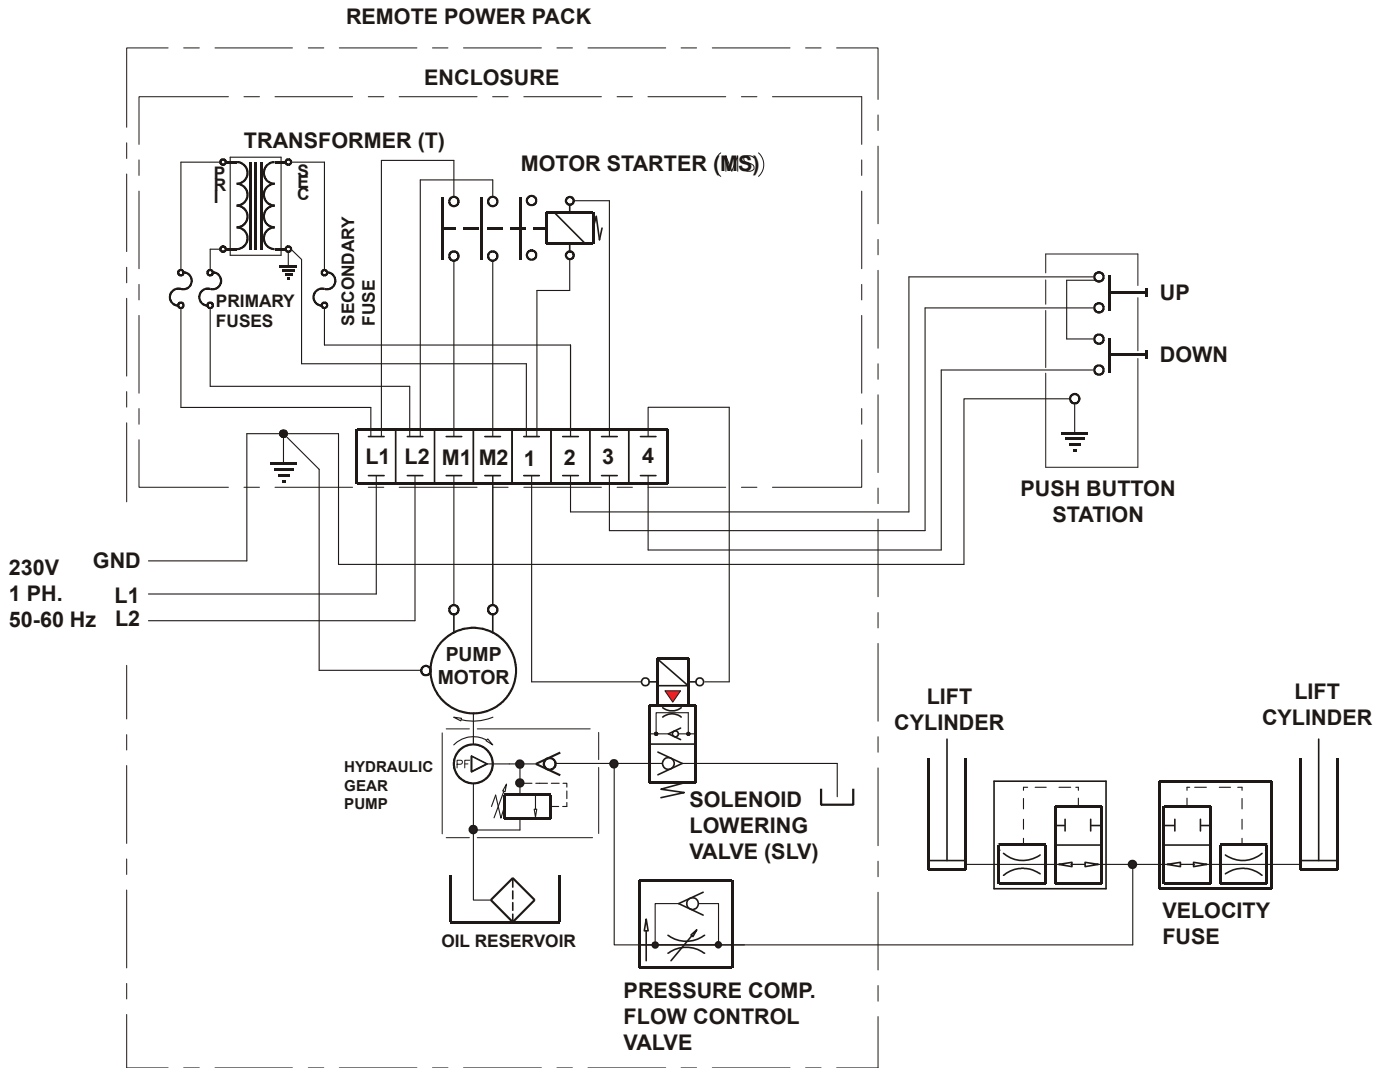 REMOTE POWER PACK
ENCLOSURE
TRANSFORMER (T)
MOTOR STARTER (MS)
PRI
SEC
PRIMARY
FUSES
SECONDARY
FUSE
UP
DOWN
PUSH BUTTON
STATION
L1 L2 M1 M2 1 2 3 4
230V
1 PH.
50-60 Hz
GND
L1
L2
PUMP
MOTOR
HYDRAULIC
GEAR
PUMP
PF
SOLENOID
LOWERING
VALVE (SLV)
LIFT
CYLINDER
LIFT
CYLINDER
VELOCITY
FUSE
OIL RESERVOIR
PRESSURE COMP.
FLOW CONTROL
VALVE